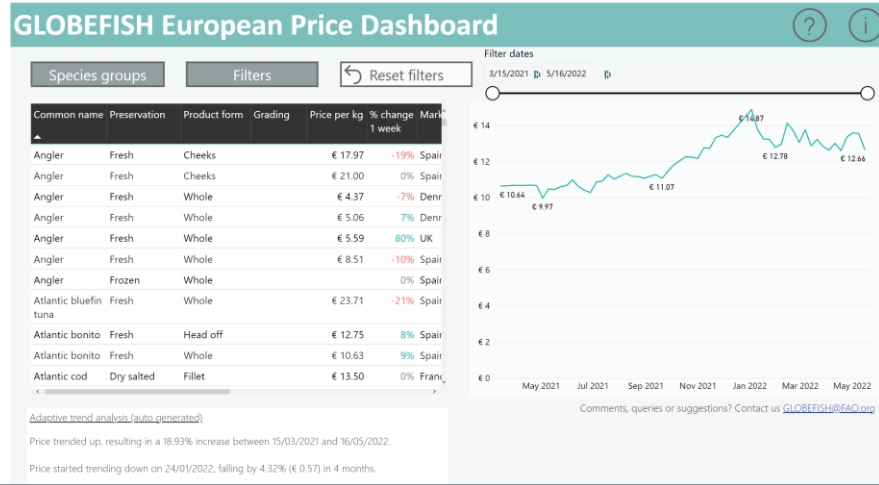 GLOBEFISH European Price Dashboard
?
i
Species groups
Filters
Reset filters
Filter dates
3/15/2021
5/16/2022
Common name Preservation Product form Grading Price per kg % change 1 week Mark
Angler Fresh Cheeks € 17.97 -19% Spain
Angler Fresh Cheeks € 21.00 0% Spain
Angler Fresh Whole € 4.37 -7% Denr
Angler Fresh Whole € 5.06 7% Denr
Angler Fresh Whole € 5.59 80% UK
Angler Fresh Whole € 8.51 -10% Spain
Angler Frozen Whole 0% Spain
Atlantic bluefin tuna Fresh Whole € 23.71 -21% Spain
Atlantic bonito Fresh Head off € 12.75 8% Spain
Atlantic bonito Fresh Whole € 10.63 9% Spain
Atlantic cod Dry salted Fillet € 13.50 0% Franc
€ 14
€ 12
€ 10
€ 8
€ 6
€ 4
€ 2
€ 0
€ 10.64
€ 9.97
€ 11.07
€ 14.87
€ 12.78
€ 12.66
May 2021 Jul 2021 Sep 2021 Nov 2021 Jan 2022 Mar 2022 May 2022
Comments, queries or suggestions? Contact us GLOBEFISH@FAO.org
Adaptive trend analysis (auto generated)
Price trended up, resulting in a 18.93% increase between 15/03/2021 and 16/05/2022.
Price started trending down on 24/01/2022, falling by 4.32% (€ 0.57) in 4 months.